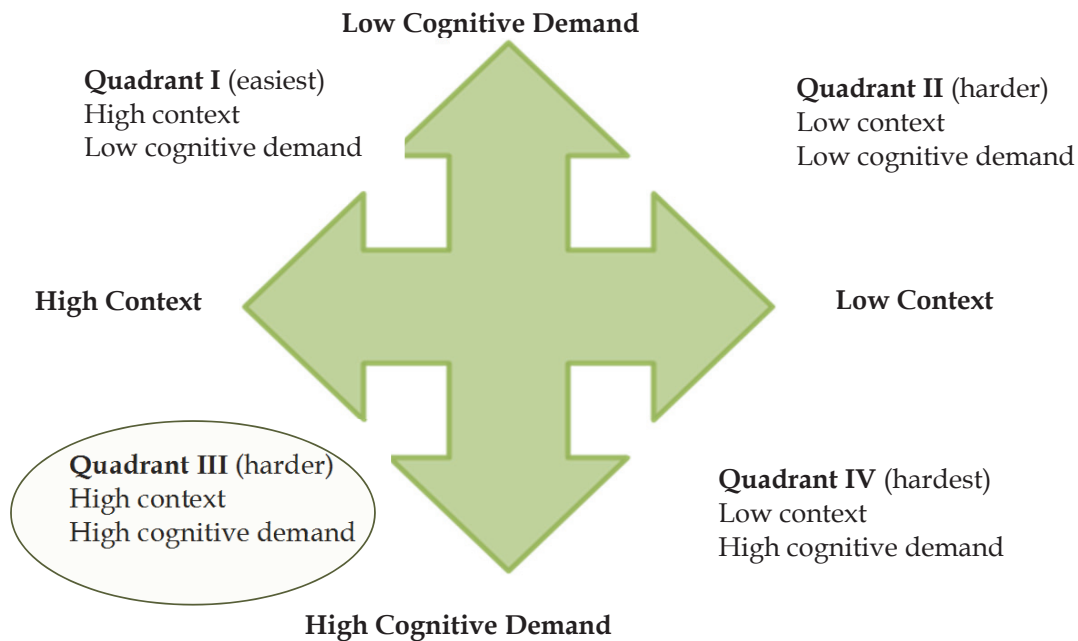 Low Cognitive Demand
Quadrant I (easiest)
High context
Low cognitive demand
Quadrant II (harder)
Low context
Low cognitive demand
High Context
Low Context
Quadrant III (harder)
High context
High cognitive demand
Quadrant IV (hardest)
Low context
High cognitive demand
High Cognitive Demand